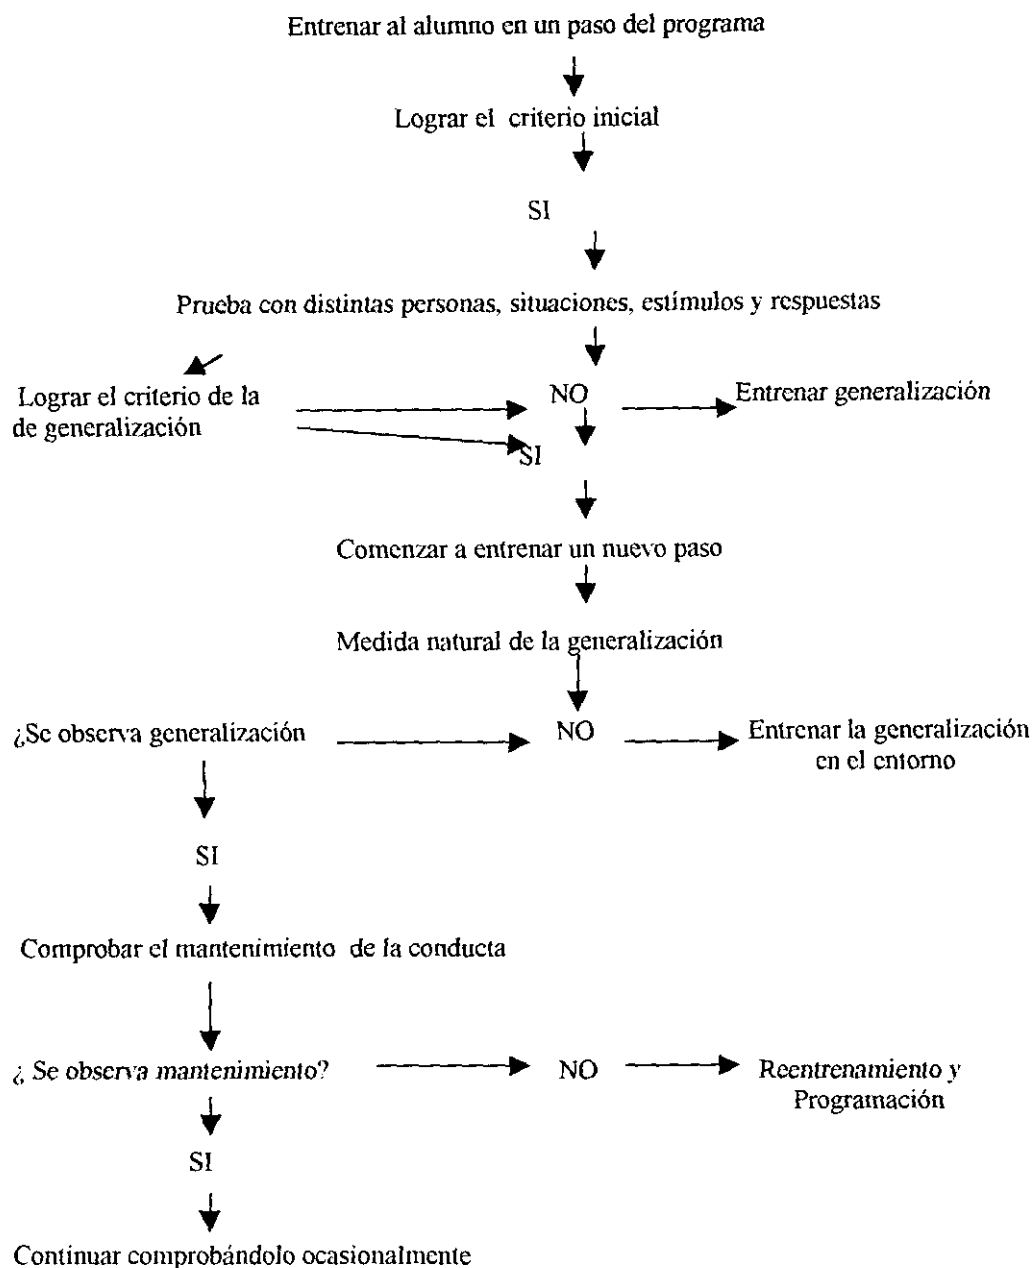 Entrenar al alumno en un paso del programa
Lograr el criterio inicial
SI
Prueba con distintas personas, situaciones, estímulos y respuestas
Lograr el criterio de la
de generalización
NO
Entrenar generalización
SI
Comenzar a entrenar un nuevo paso
Medida natural de la generalización
¿Se observa generalización
NO
Entrenar la generalización
en el entorno
SI
Comprobar el mantenimiento de la conducta
¿ Se observa mantenimiento?
NO
Reentrenamiento y
Programación
SI
Continuar comprobándolo ocasionalmente